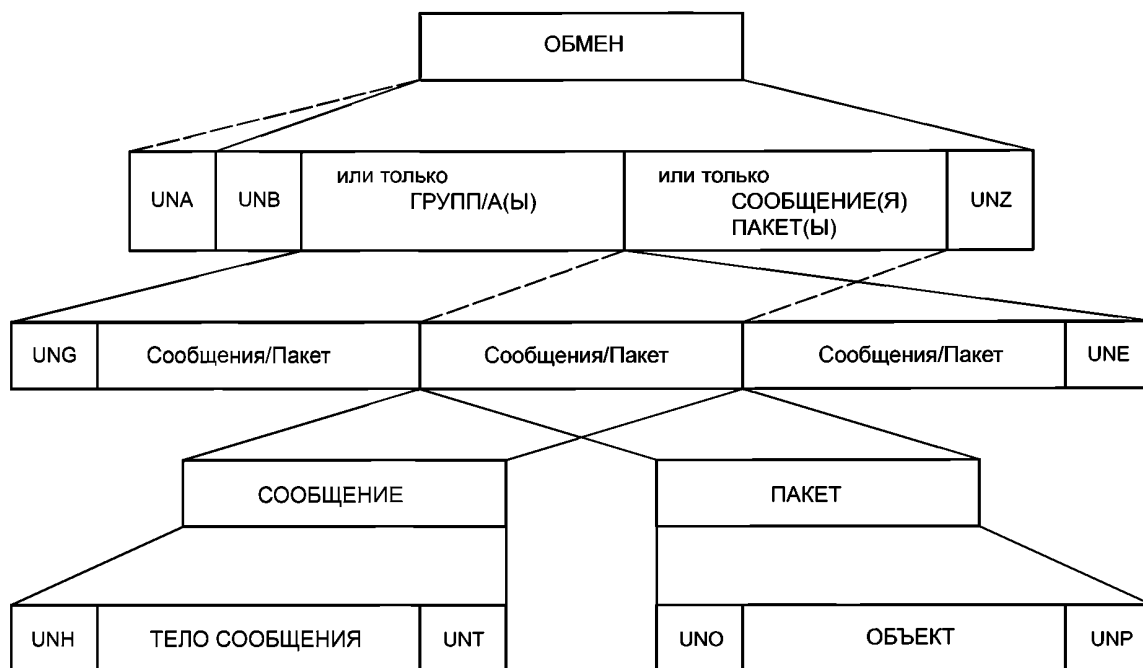 ОБМЕН
UNA
UNB
или только
ГРУПП/А(Ы)
или только
СООБЩЕНИЕ(Я)
ПАКЕТ(Ы)
UNZ
UNG
Сообщения/Пакет
Сообщения/Пакет
Сообщения/Пакет
UNE
СООБЩЕНИЕ
ПАКЕТ
UNH
ТЕЛО СООБЩЕНИЯ
UNT
UNO
ОБЪЕКТ
UNP